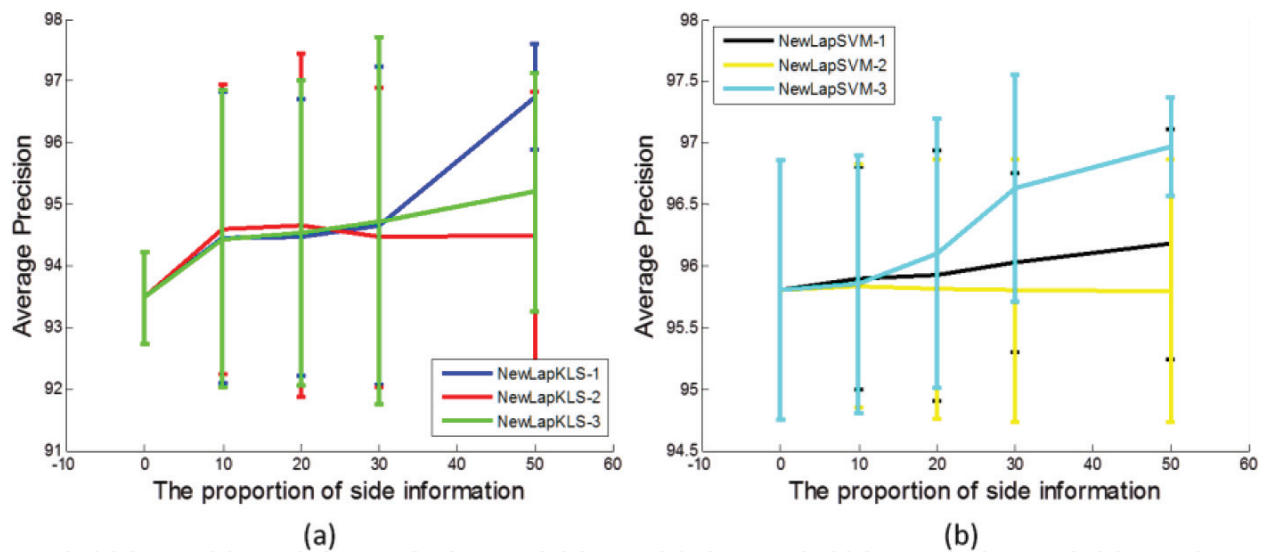 98
97
96
95
94
93
92
91
Average Precision
-10 0 10 20 30 40 50 60
The proportion of side information
NewLapKLS-1
NewLapKLS-2
NewLapKLS-3
(a)
98
97.5
97
96.5
96
95.5
95
94.5
Average Precision
-10 0 10 20 30 40 50 60
The proportion of side information
NewLapSVM-1
NewLapSVM-2
NewLapSVM-3
(b)